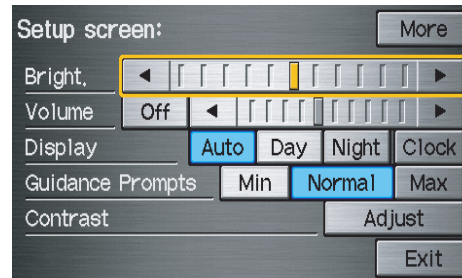 Setup screen: More
Bright.
Volume Off
Display Auto Day Night Clock
Guidance Prompts Min Normal Max
Contrast Adjust
Exit